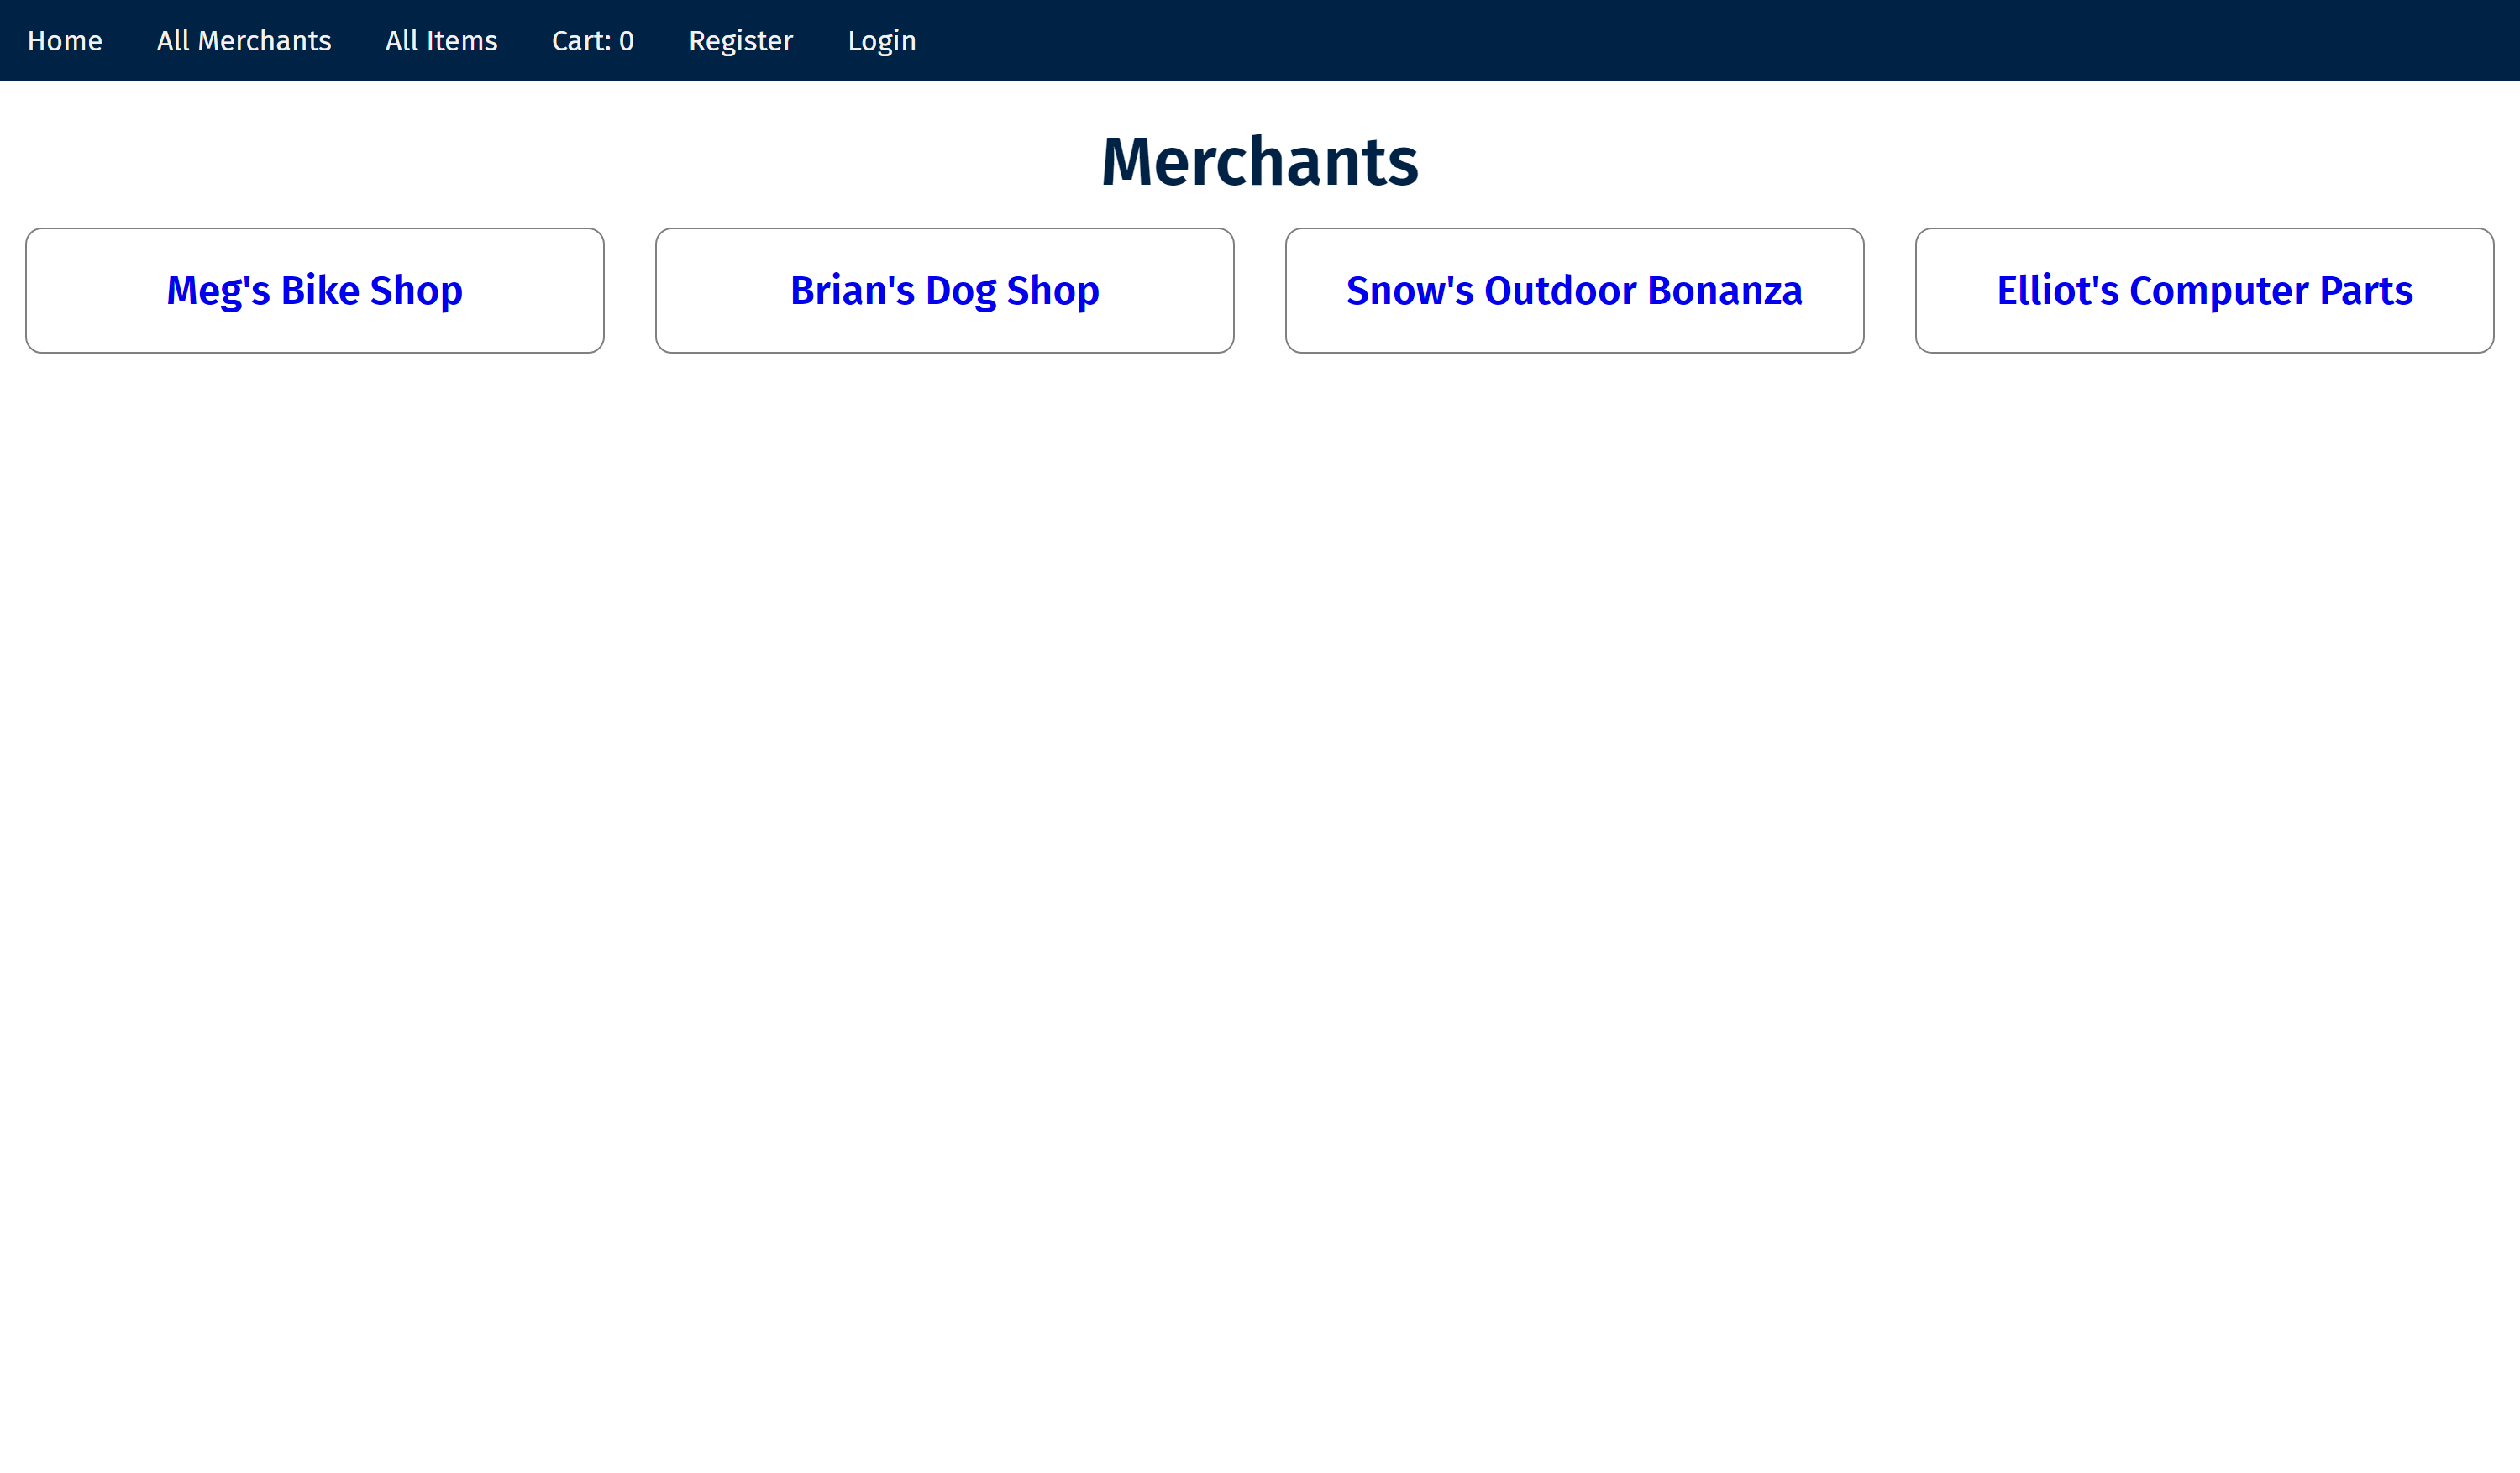 Home All Merchants All Items Cart: 0 Register Login
Merchants
Meg's Bike Shop Brian's Dog Shop Snow's Outdoor Bonanza Elliot's Computer Parts